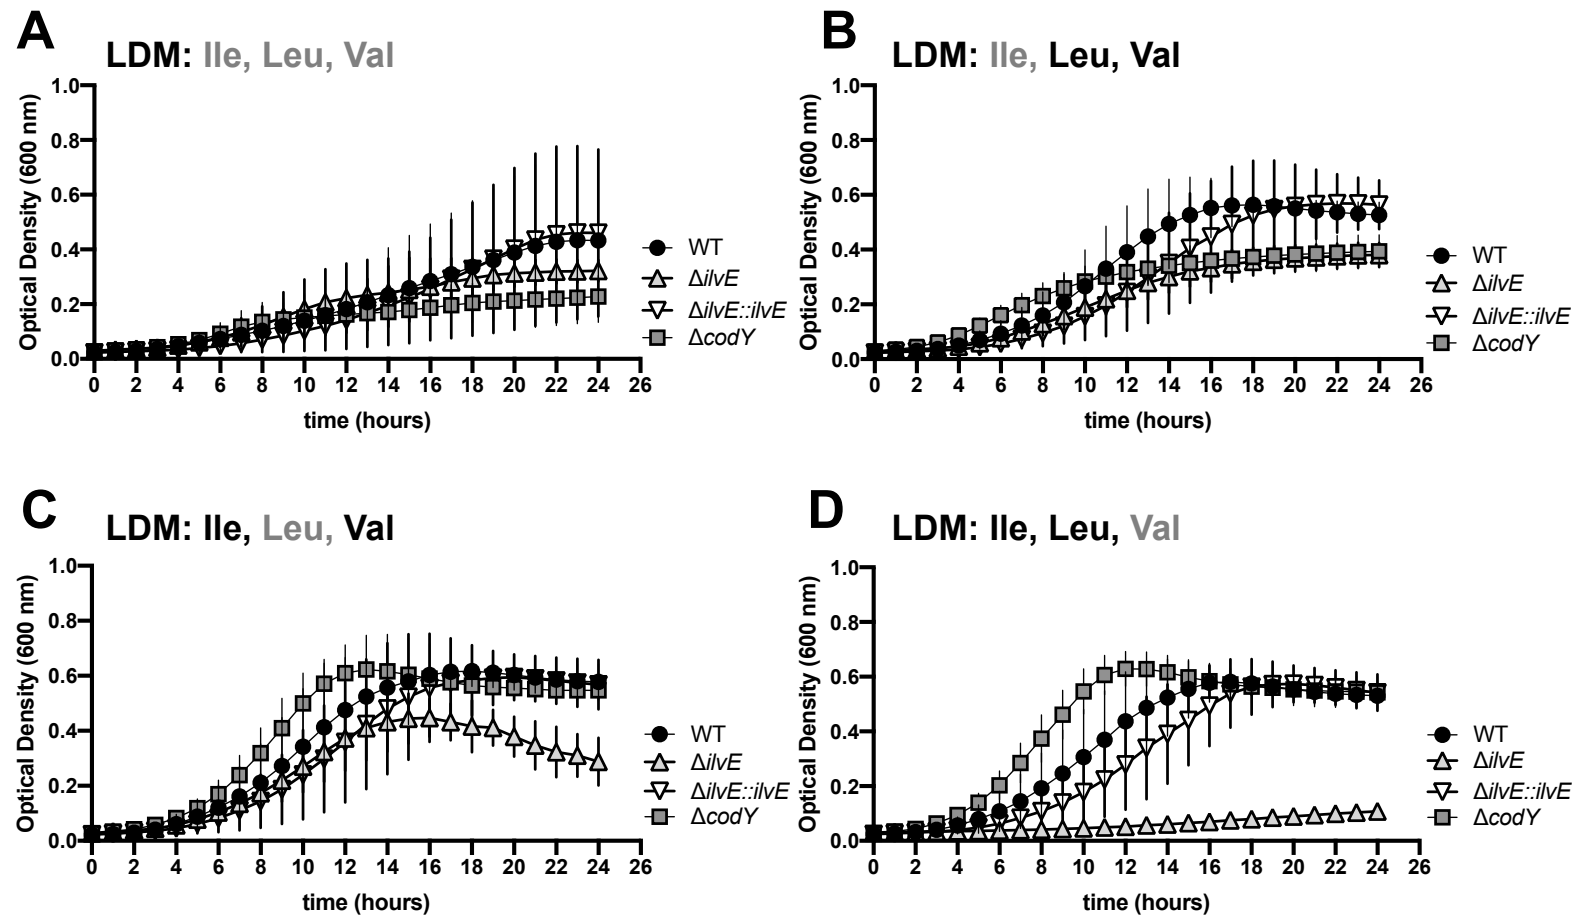 A
LDM: Ile, Leu, Val
Optical Density (600 nm)
1.0
0.8
0.6
0.4
0.2
0.0
0 2 4 6 8 10 12 14 16 18 20 22 24 26
time (hours)
WT
ΔilvE
ΔilvE::ilvE
ΔcodY
B
LDM: Ile, Leu, Val
Optical Density (600 nm)
1.0
0.8
0.6
0.4
0.2
0.0
0 2 4 6 8 10 12 14 16 18 20 22 24 26
time (hours)
WT
ΔilvE
ΔilvE::ilvE
ΔcodY
C
LDM: Ile, Leu, Val
Optical Density (600 nm)
1.0
0.8
0.6
0.4
0.2
0.0
0 2 4 6 8 10 12 14 16 18 20 22 24 26
time (hours)
WT
ΔilvE
ΔilvE::ilvE
ΔcodY
D
LDM: Ile, Leu, Val
Optical Density (600 nm)
1.0
0.8
0.6
0.4
0.2
0.0
0 2 4 6 8 10 12 14 16 18 20 22 24 26
time (hours)
WT
ΔilvE
ΔilvE::ilvE
ΔcodY